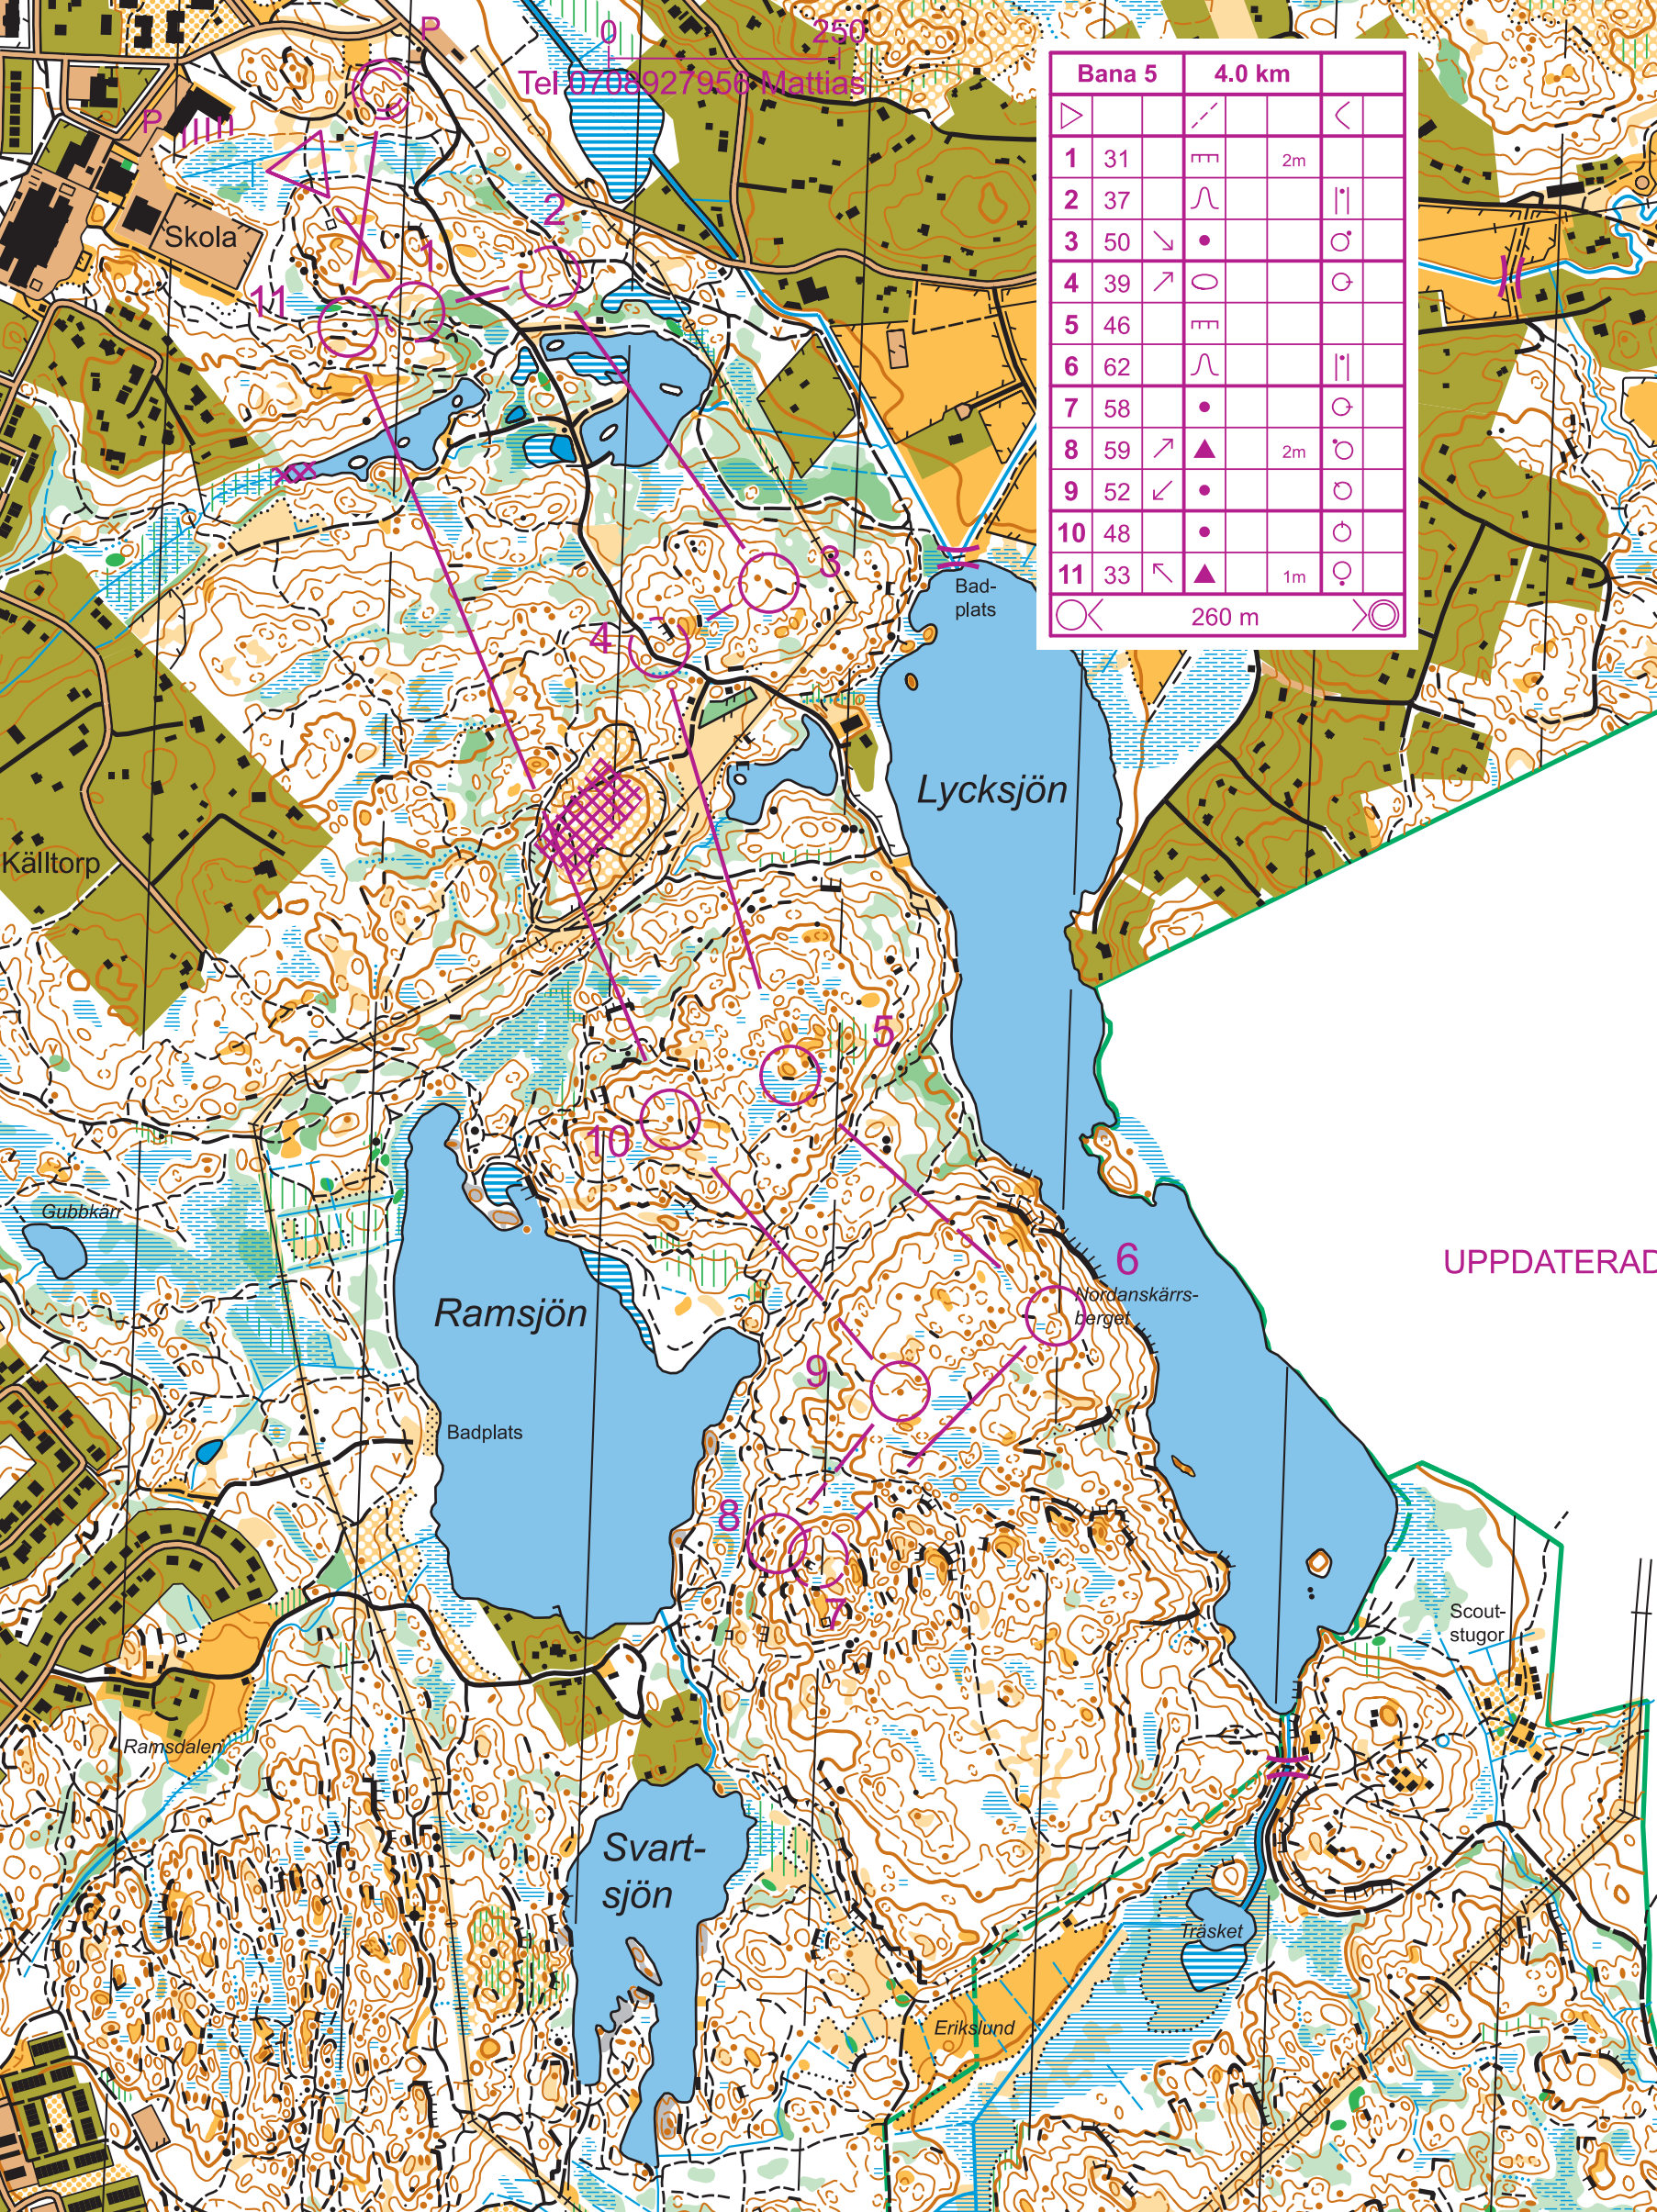 P
0 250
Tel 0708927956 Mattias
P
Skola
Bana 5 4.0 km
1 31 2m
2 37
3 50
4 39
5 46
6 62
7 58
8 59 2m
9 52
10 48
11 33 1m
260 m
2
1
11
3
4
Bad-
plats
Lycksjön
Källtorp
5
10
Gubbkärr
6
UPPDATERAD
Nordanskärrs-
berget
Ramsjön
9
Badplats
8
7
Scout-
stugor
Ramsdalen
Svart-
sjön
Träsket
Erikslund